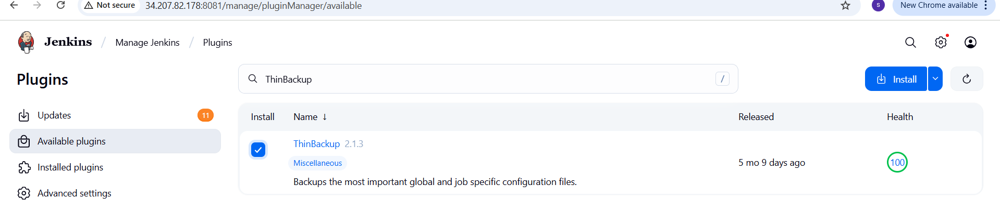 Not secure 34.207.82.178:8081/manage/pluginManager/available S New Chrome available
Jenkins / Manage Jenkins / Plugins
Plugins
ThinBackup /
Install
Updates 11
Available plugins
Installed plugins
Advanced settings
Install Name ↓ Released Health
ThinBackup 2.1.3
Miscellaneous
5 mo 9 days ago 100
Backups the most important global and job specific configuration files.